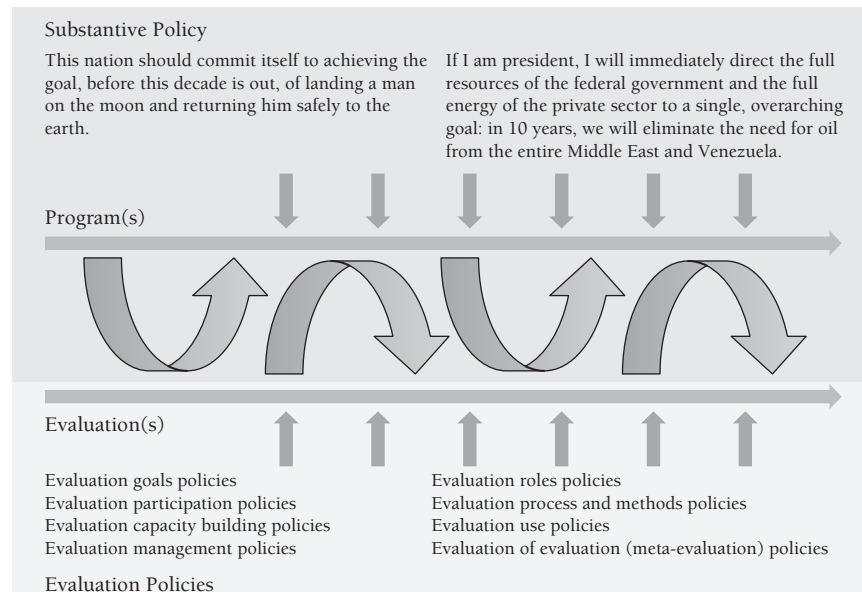 Substantive Policy
This nation should commit itself to achieving the
goal, before this decade is out, of landing a man
on the moon and returning him safely to the
earth.
If I am president, I will immediately direct the full
resources of the federal government and the full
energy of the private sector to a single, overarching
goal: in 10 years, we will eliminate the need for oil
from the entire Middle East and Venezuela.
Program(s)
Evaluation(s)
Evaluation goals policies
Evaluation participation policies
Evaluation capacity building policies
Evaluation management policies
Evaluation roles policies
Evaluation process and methods policies
Evaluation use policies
Evaluation of evaluation (meta-evaluation) policies
Evaluation Policies